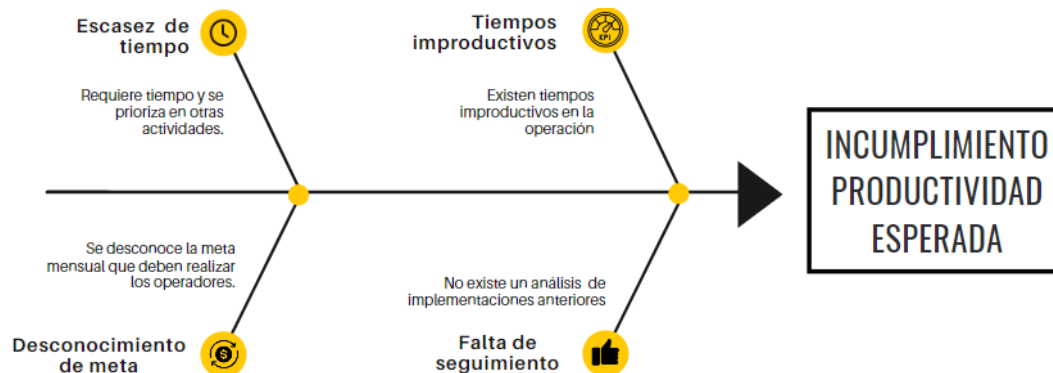 Escasez de
tiempo
Requiere tiempo y se
prioriza en otras
actividades.
Tiempos
improductivos
KPI
Existen tiempos
improductivos en la
operación
INCUMPLIMIENTO
PRODUCTIVIDAD
ESPERADA
Se desconoce la meta
mensual que deben realizar
los operadores.
Desconocimiento
de meta
$
No existe un análisis de
implementaciones anteriores
Falta de
seguimiento